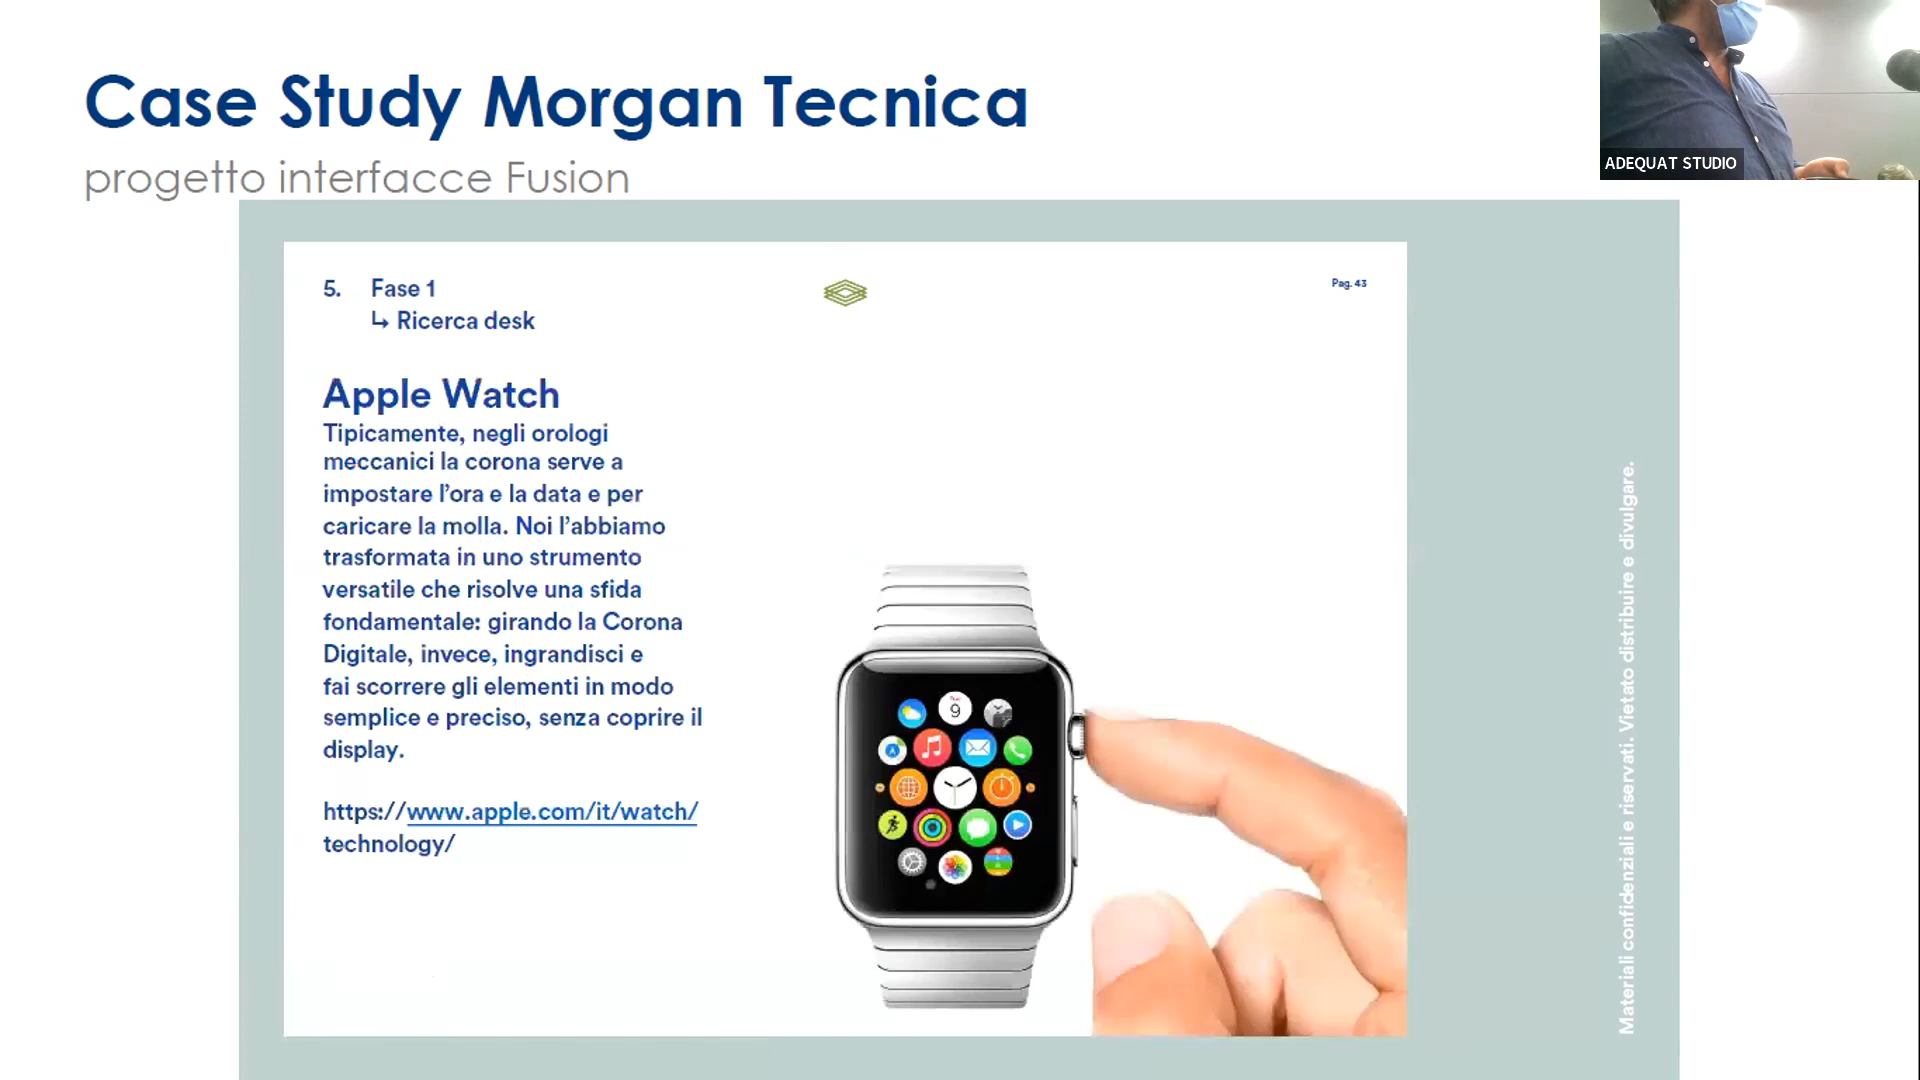 Case Study Morgan Tecnica
progetto interfacce Fusion
ADEQUAT STUDIO
5. Fase 1
↳ Ricerca desk
Pag. 43
Apple Watch
Tipicamente, negli orologi
meccanici la corona serve a
impostare l’ora e la data e per
caricare la molla. Noi l’abbiamo
trasformata in uno strumento
versatile che risolve una sfida
fondamentale: girando la Corona
Digitale, invece, ingrandisci e
fai scorrere gli elementi in modo
semplice e preciso, senza coprire il
display.
https://www.apple.com/it/watch/
technology/
9
Materiali confidenziali e riservati. Vietato distribuire e divulgare.